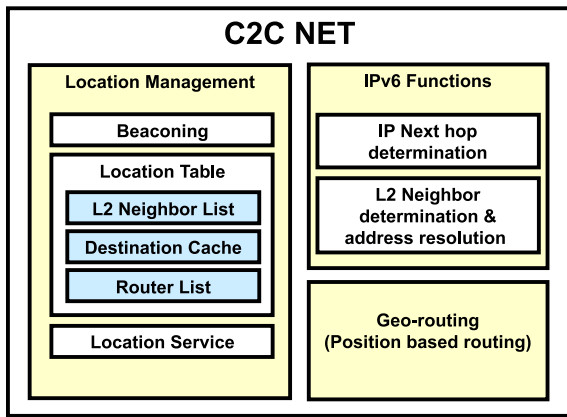 C2C NET
Location Management
Beaconing
Location Table
L2 Neighbor List
Destination Cache
Router List
Location Service
IPv6 Functions
IP Next hop
determination
L2 Neighbor
determination &
address resolution
Geo-routing
(Position based routing)